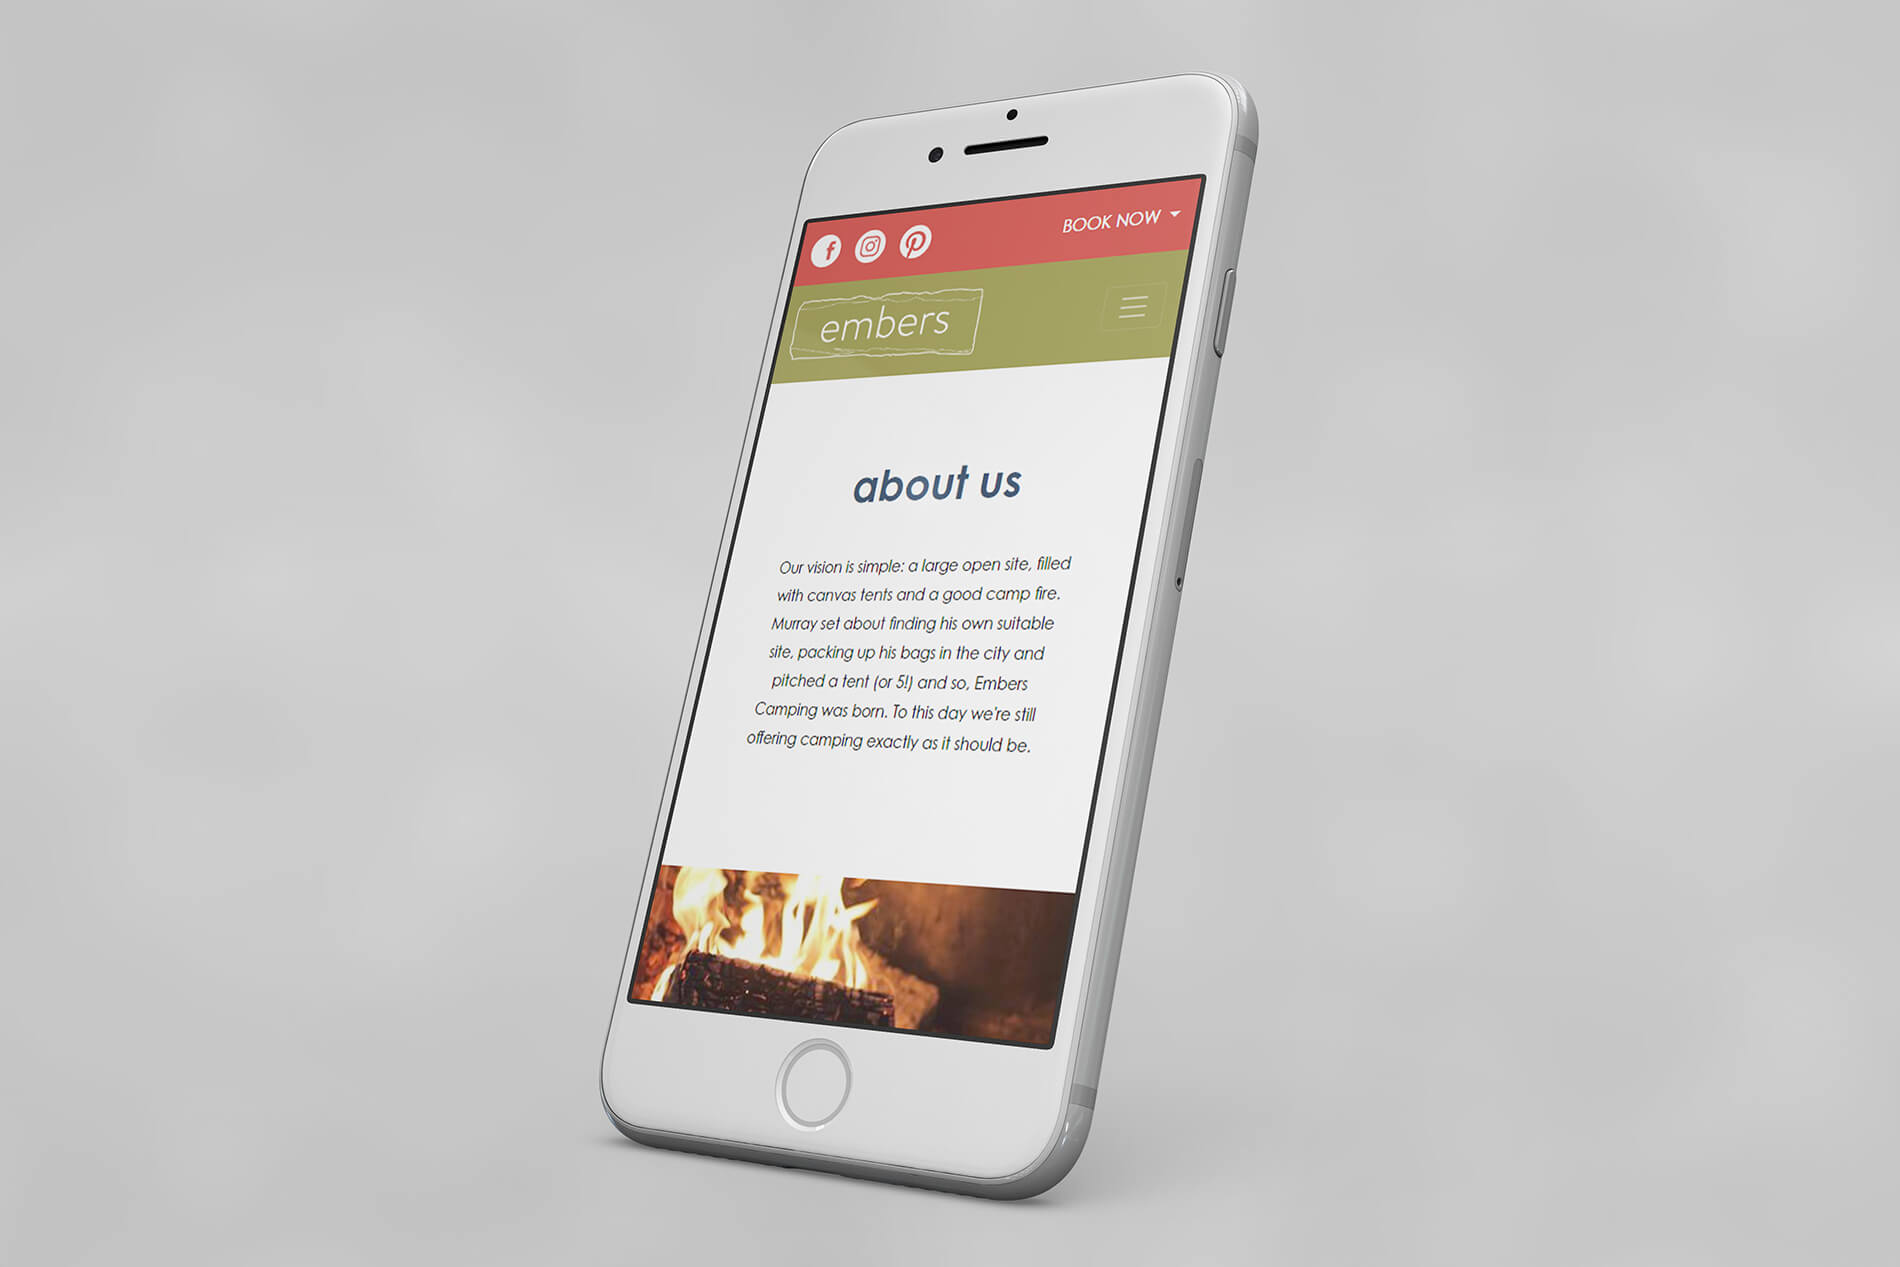 BOOK NOW
embers
about us
Our vision is simple: a large open site, filled
with canvas tents and a good camp fire.
Murray set about finding his own suitable
site, packing up his bags in the city and
pitched a tent (or 5!) and so, Embers
Camping was born. To this day we're still
offering camping exactly as it should be.